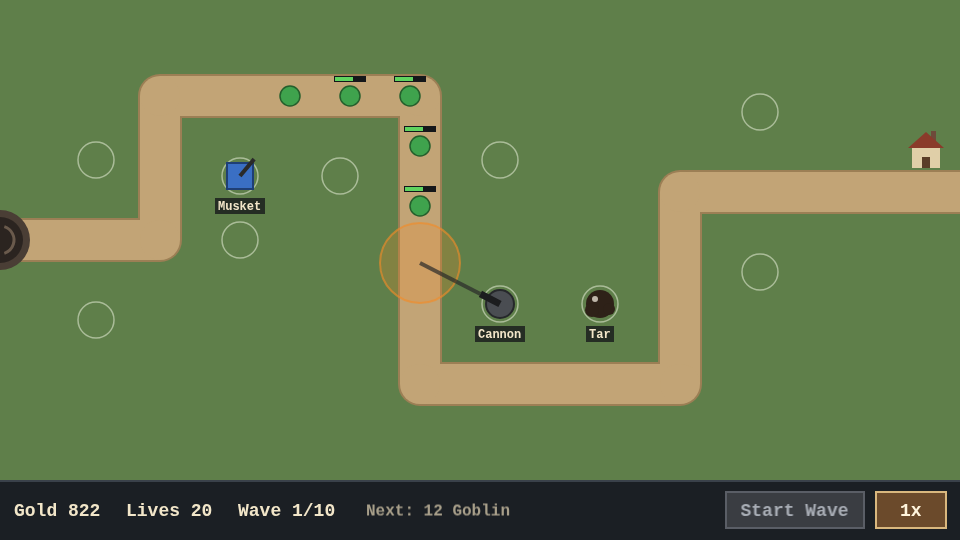 Musket
Cannon
Tar
Gold 822
Lives 20
Wave 1/10
Next: 12 Goblin
Start Wave
1x